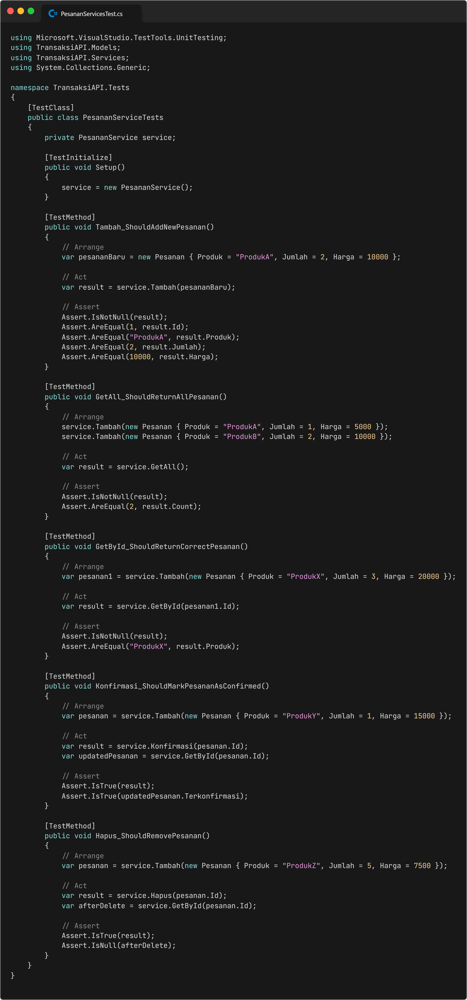 PesananServicesTest.cs
using Microsoft.VisualStudio.TestTools.UnitTesting;
using TransaksiAPI.Models;
using TransaksiAPI.Services;
using System.Collections.Generic;

namespace TransaksiAPI.Tests
{
    [TestClass]
    public class PesananServiceTests
    {
        private PesananService service;

        [TestInitialize]
        public void Setup()
        {
            service = new PesananService();
        }

        [TestMethod]
        public void Tambah_ShouldAddNewPesanan()
        {
            // Arrange
            var pesananBaru = new Pesanan { Produk = "ProdukA", Jumlah = 2, Harga = 10000 };

            // Act
            var result = service.Tambah(pesananBaru);

            // Assert
            Assert.IsNotNull(result);
            Assert.AreEqual(1, result.Id);
            Assert.AreEqual("ProdukA", result.Produk);
            Assert.AreEqual(2, result.Jumlah);
            Assert.AreEqual(10000, result.Harga);
        }

        [TestMethod]
        public void GetAll_ShouldReturnAllPesanan()
        {
            // Arrange
            service.Tambah(new Pesanan { Produk = "ProdukA", Jumlah = 1, Harga = 5000 });
            service.Tambah(new Pesanan { Produk = "ProdukB", Jumlah = 2, Harga = 10000 });

            // Act
            var result = service.GetAll();

            // Assert
            Assert.IsNotNull(result);
            Assert.AreEqual(2, result.Count);
        }

        [TestMethod]
        public void GetById_ShouldReturnCorrectPesanan()
        {
            // Arrange
            var pesanan1 = service.Tambah(new Pesanan { Produk = "ProdukX", Jumlah = 3, Harga = 20000 });

            // Act
            var result = service.GetById(pesanan1.Id);

            // Assert
            Assert.IsNotNull(result);
            Assert.AreEqual("ProdukX", result.Produk);
        }

        [TestMethod]
        public void Konfirmasi_ShouldMarkPesananAsConfirmed()
        {
            // Arrange
            var pesanan = service.Tambah(new Pesanan { Produk = "ProdukY", Jumlah = 1, Harga = 15000 });

            // Act
            var result = service.Konfirmasi(pesanan.Id);
            var updatedPesanan = service.GetById(pesanan.Id);

            // Assert
            Assert.IsTrue(result);
            Assert.IsTrue(updatedPesanan.Terkonfirmasi);
        }

        [TestMethod]
        public void Hapus_ShouldRemovePesanan()
        {
            // Arrange
            var pesanan = service.Tambah(new Pesanan { Produk = "ProdukZ", Jumlah = 5, Harga = 7500 });

            // Act
            var result = service.Hapus(pesanan.Id);
            var afterDelete = service.GetById(pesanan.Id);

            // Assert
            Assert.IsTrue(result);
            Assert.IsNull(afterDelete);
        }
    }
}